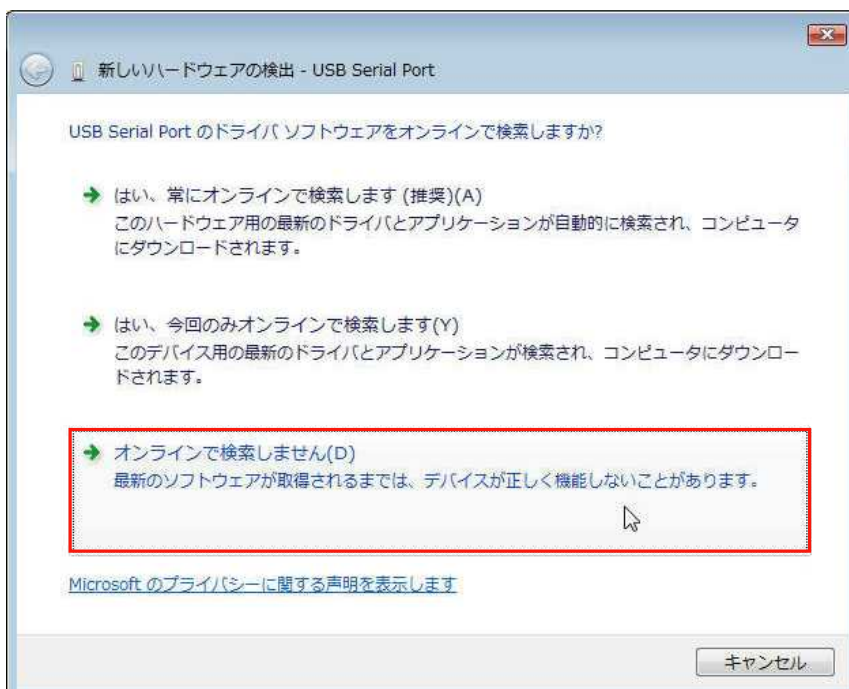 新しいハードウェアの検出 - USB Serial Port
USB Serial Port のドライバ ソフトウェアをオンラインで検索しますか?
はい、常にオンラインで検索します (推奨)(A)
このハードウェア用の最新のドライバとアプリケーションが自動的に検索され、コンピュータ
にダウンロードされます。
はい、今回のみオンラインで検索します(Y)
このデバイス用の最新のドライバとアプリケーションが検索され、コンピュータにダウンロー
ドされます。
オンラインで検索しません(D)
最新のソフトウェアが取得されるまでは、デバイスが正しく機能しないことがあります。
Microsoft のプライバシーに関する声明を表示します
キャンセル